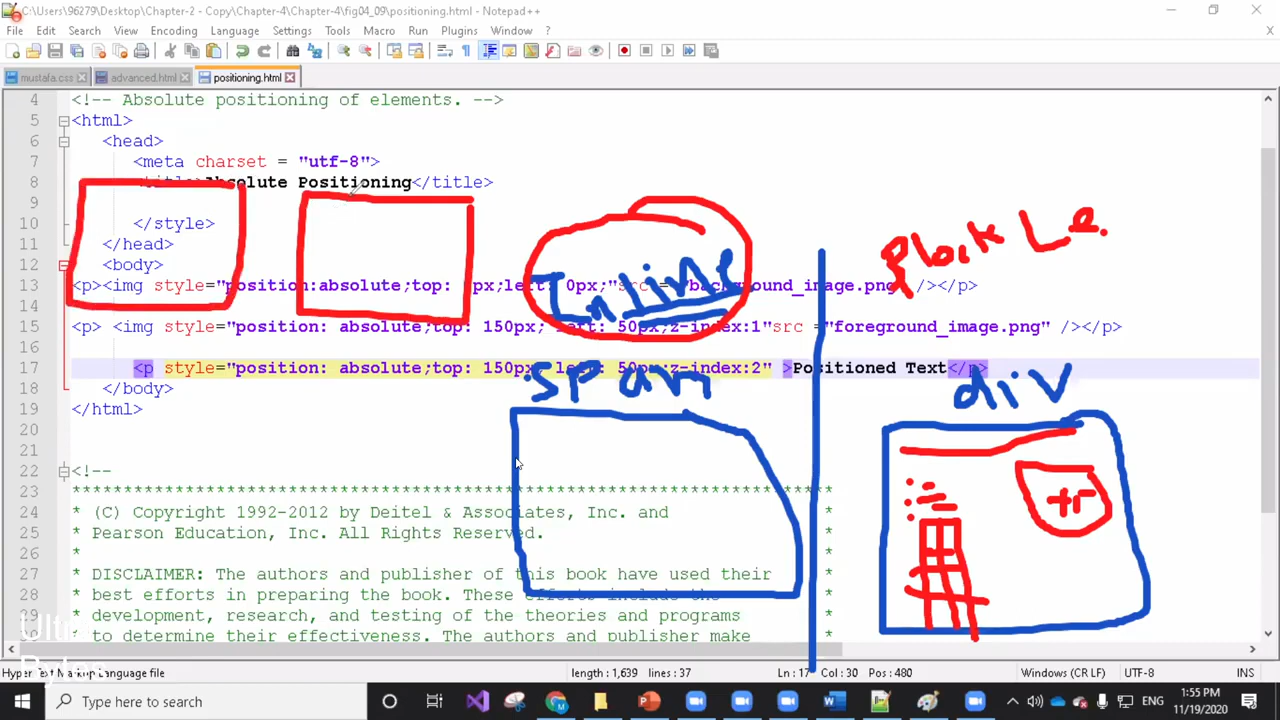 C:\Users\96279\Desktop\Chapter-2 - Copy\Chapter-4\Chapter-4\fig04_09\positioning.html - Notepad++
File Edit Search View Encoding Language Settings Tools Macro Run Plugins Window ?
mustafa.css advanced.html positioning.html
4 <!-- Absolute positioning of elements. -->
5 <html>
6 <head>
7 <meta charset = "utf-8">
8 <title>Absolute Positioning</title>
9
10 </style>
11 </head>
12 <body>
13 <p><img style="position:absolute;top: px;left: 0px;"src = "background_image.png" /></p>
14
15 <p> <img style="position: absolute;top: 150px; left: 50px;z-index:1"src ="foreground_image.png" /></p>
16
17 <p style="position: absolute;top: 150px; left: 50px;z-index:2" >Positioned Text</p>
18 </body>
19 </html>
20
21
22 <!--
23 **************************************************************************
24 * (C) Copyright 1992-2012 by Deitel & Associates, Inc. and *
25 * Pearson Education, Inc. All Rights Reserved. *
26 * *
27 * DISCLAIMER: The authors and publisher of this book have used their *
28 * best efforts in preparing the book. These efforts include the *
29 * development, research, and testing of the theories and programs *
* to determine their effectiveness. The authors and publisher make *
Inline
Block Le.
span
div
tr
Hyper Text Markup Language file length : 1,639 lines : 37 Ln : 17 Col : 30 Pos : 480 Windows (CR LF) UTF-8 INS
Type here to search
ENG
1:55 PM
11/19/2020